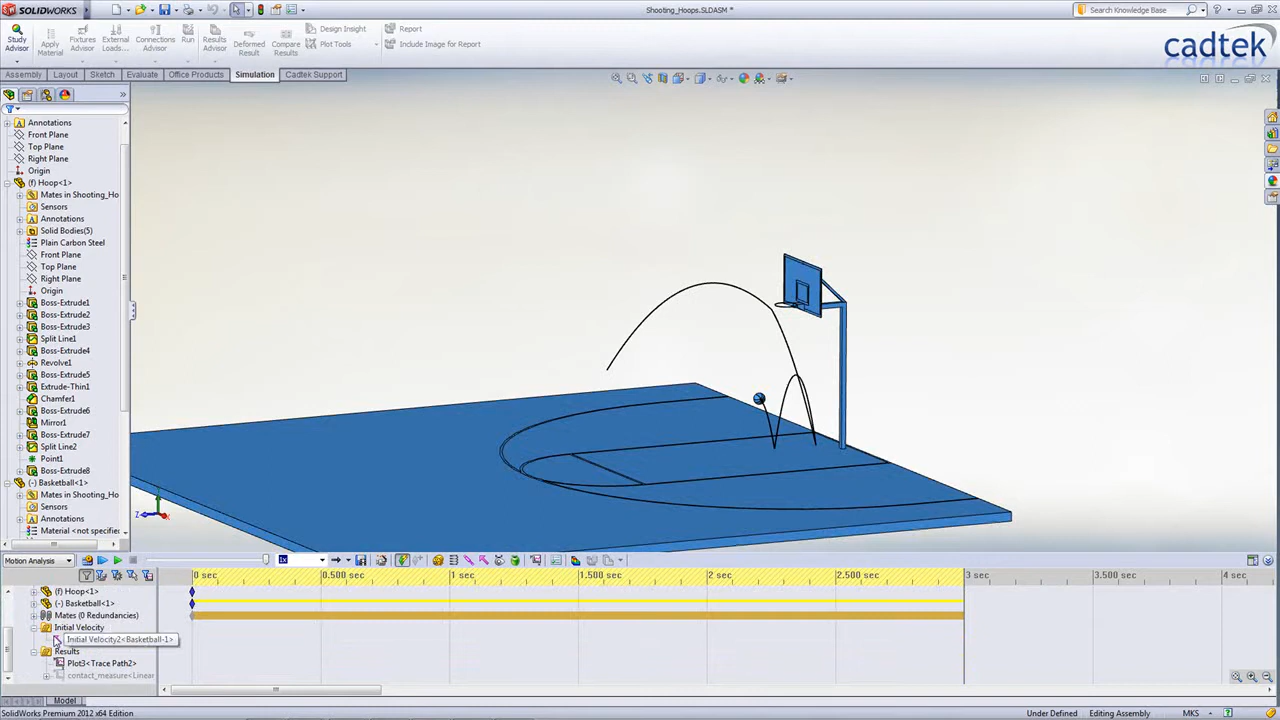 SOLIDWORKS
Shooting_Hoops.SLDASM *
Search Knowledge Base
Study Advisor
Apply Material
Fixtures Advisor
External Loads...
Connections Advisor
Run
Results Advisor
Deformed Result
Compare Results
Design Insight
Plot Tools
Report
Include Image for Report
cadtek
Assembly
Layout
Sketch
Evaluate
Office Products
Simulation
Cadtek Support
Annotations
Front Plane
Top Plane
Right Plane
Origin
(f) Hoop<1>
Mates in Shooting_Ho
Sensors
Annotations
Solid Bodies(5)
Plain Carbon Steel
Front Plane
Top Plane
Right Plane
Origin
Boss-Extrude1
Boss-Extrude2
Boss-Extrude3
Split Line1
Boss-Extrude4
Revolve1
Boss-Extrude5
Extrude-Thin1
Chamfer1
Boss-Extrude6
Mirror1
Boss-Extrude7
Split Line2
Point1
Boss-Extrude8
(-) Basketball<1>
Mates in Shooting_Ho
Sensors
Annotations
Material <not specifie
Z
X
Motion Analysis
1x
0 sec
0.500 sec
1 sec
1.500 sec
2 sec
2.500 sec
3 sec
3.500 sec
4 sec
(f) Hoop<1>
(-) Basketball<1>
Mates (0 Redundancies)
Initial Velocity
Initial Velocity2<Basketball-1>
Results
Plot3<Trace Path2>
contact_measure<Linear
Model
SolidWorks Premium 2012 x64 Edition
Under Defined
Editing Assembly
MKS